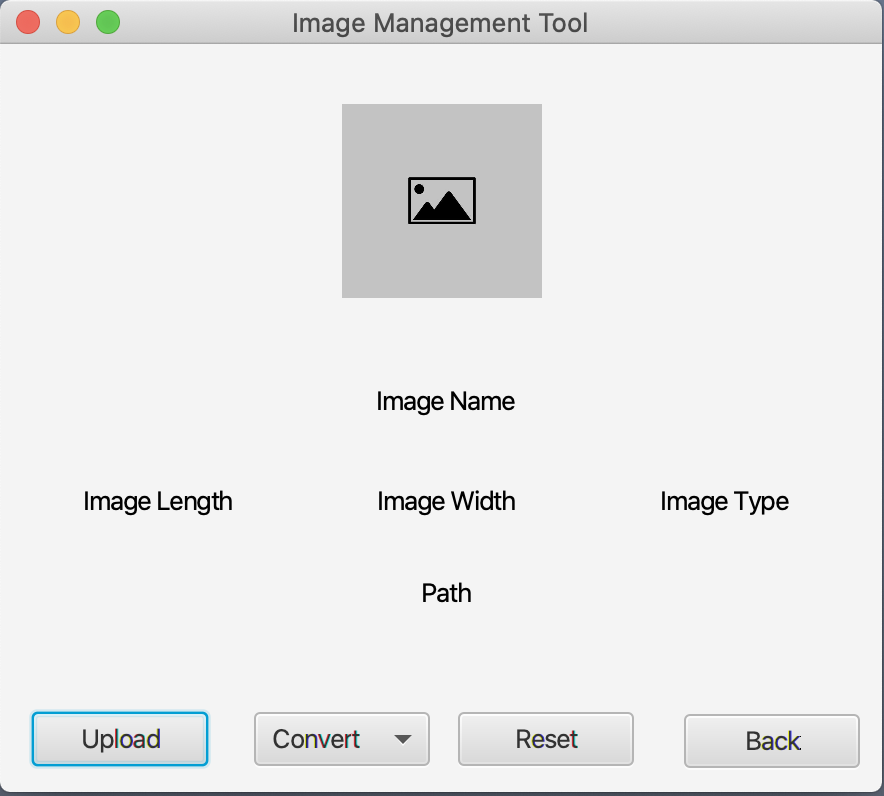 Image Management Tool
Image Name
Image Length Image Width Image Type
Path
Upload Convert Reset Back